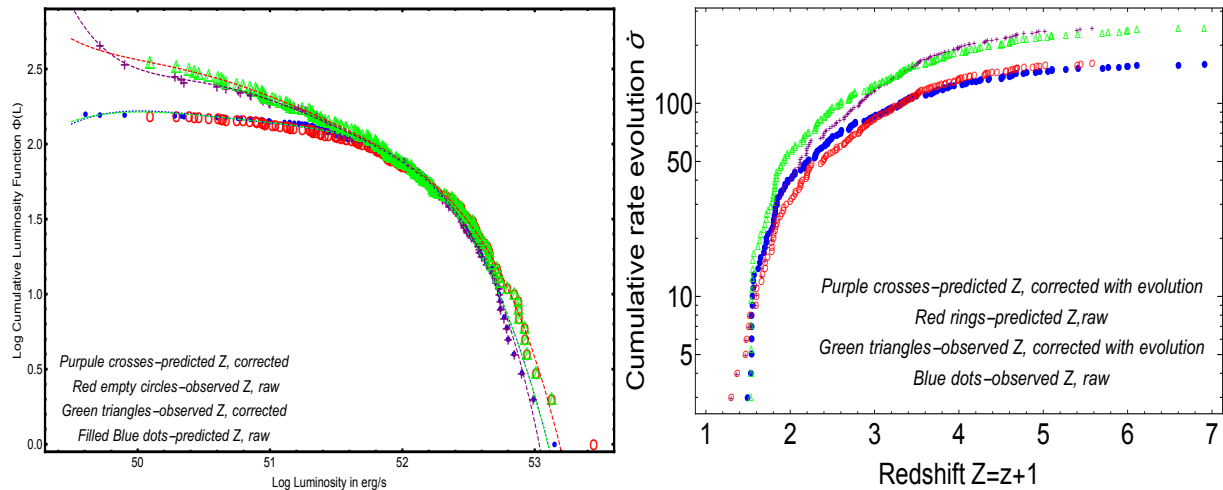 Log Cumulative Luminosity Function Φ(L)
2.5
2.0
1.5
1.0
0.5
0.0
Purpule crosses−predicted Z, corrected
Red empty circles−observed Z, raw
Green triangles−observed Z, corrected
Filled Blue dots−predicted Z, raw
50
51
52
53
Log Luminosity in erg/s
Cumulative rate evolution σ̇
100
50
10
5
Purple crosses−predicted Z, corrected with evolution
Red rings−predicted Z,raw
Green triangles−observed Z, corrected with evolution
Blue dots−observed Z, raw
1
2
3
4
5
6
7
Redshift Z=z+1